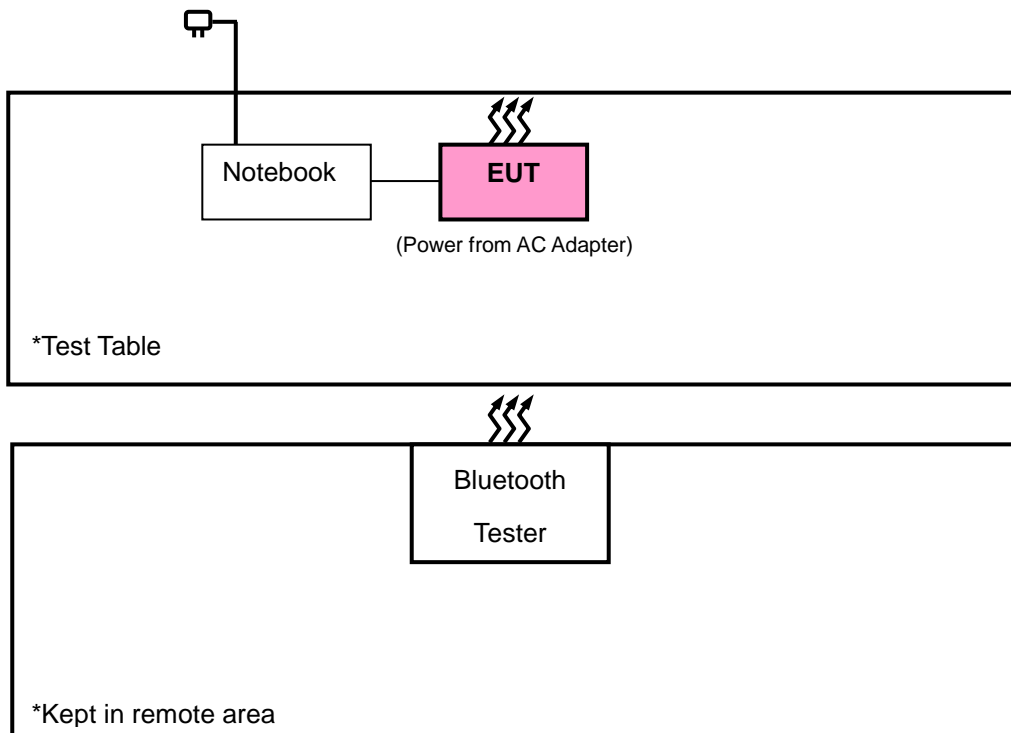 Notebook
EUT
(Power from AC Adapter)
*Test Table
Bluetooth
Tester
*Kept in remote area